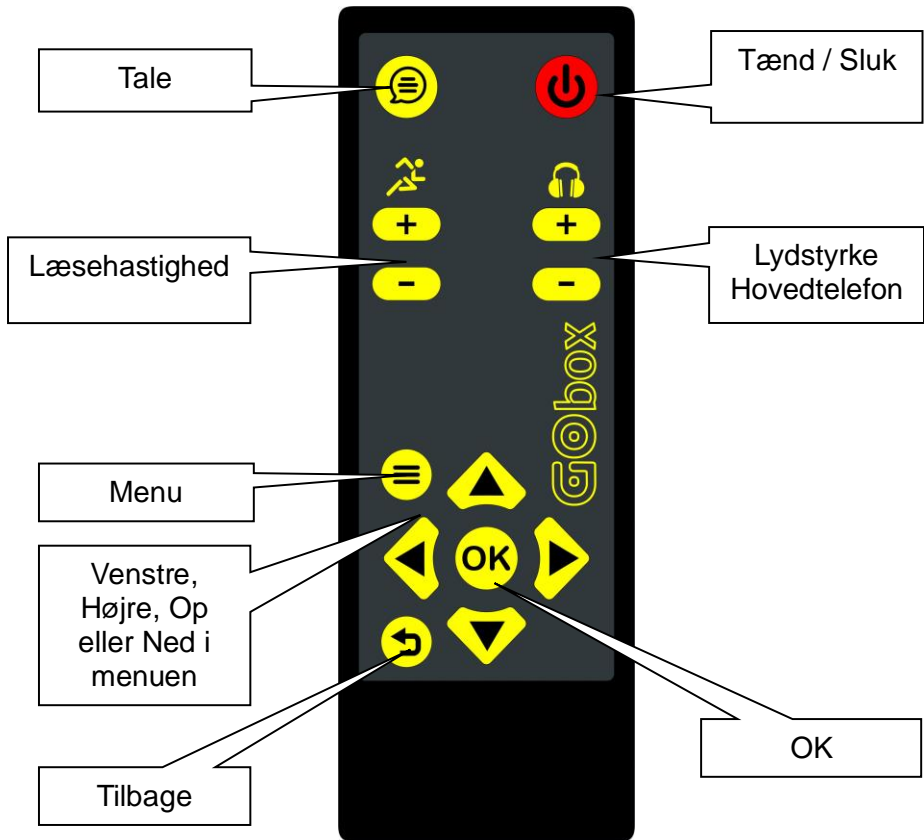 Tale
Tænd / Sluk
+
+
Læsehastighed
Lydstyrke
Hovedtelefon
-
-
GObox
Menu
Venstre,
Højre, Op
eller Ned i
menuen
OK
OK
Tilbage